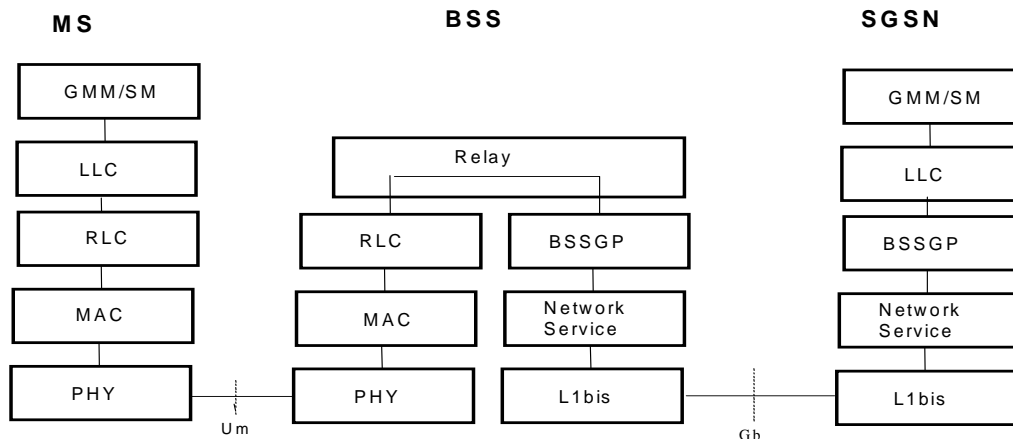 MS
BSS
SGSN
GMM/SM
LLC
RLC
MAC
PHY
Um
Relay
RLC
MAC
PHY
BSSGP
Network
Service
L1bis
Gb
GMM/SM
LLC
BSSGP
Network
Service
L1bis